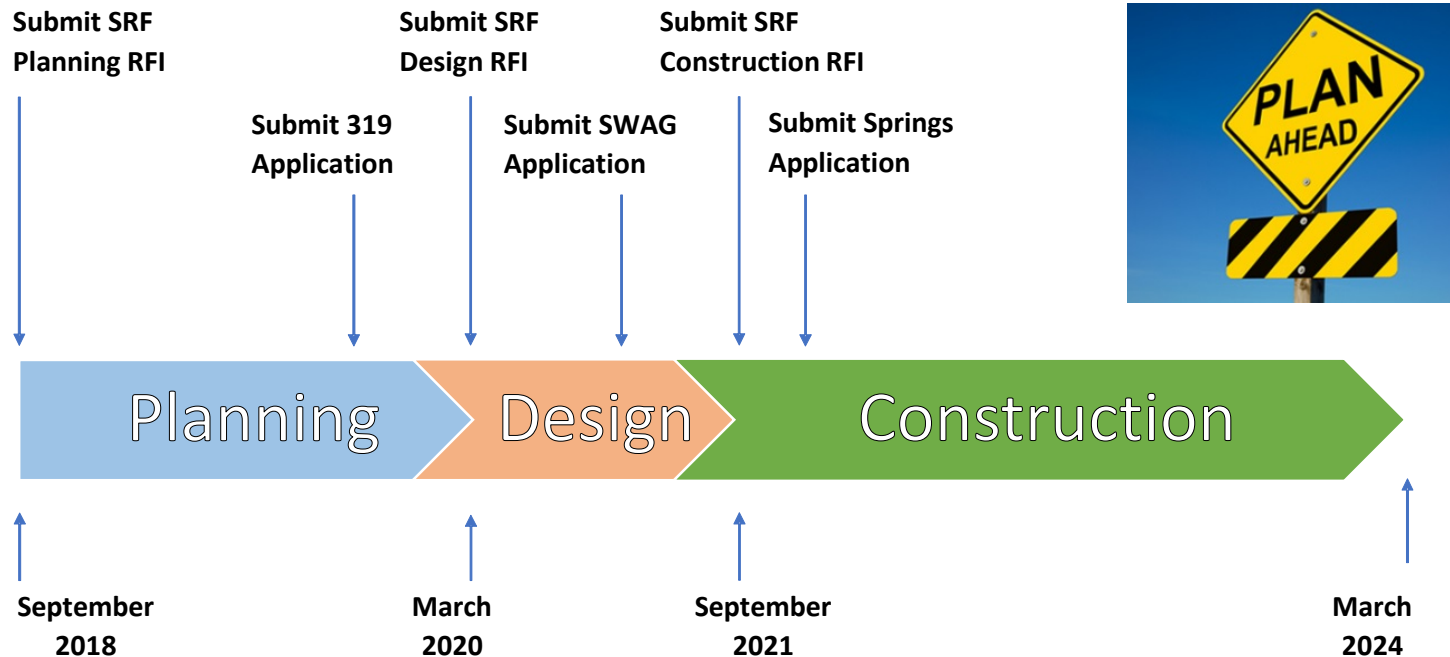 Submit SRF
Planning RFI
Submit SRF
Design RFI
Submit SRF
Construction RFI
Submit 319
Application
Submit SWAG
Application
Submit Springs
Application
PLAN
AHEAD
Planning
Design
Construction
September
2018
March
2020
September
2021
March
2024